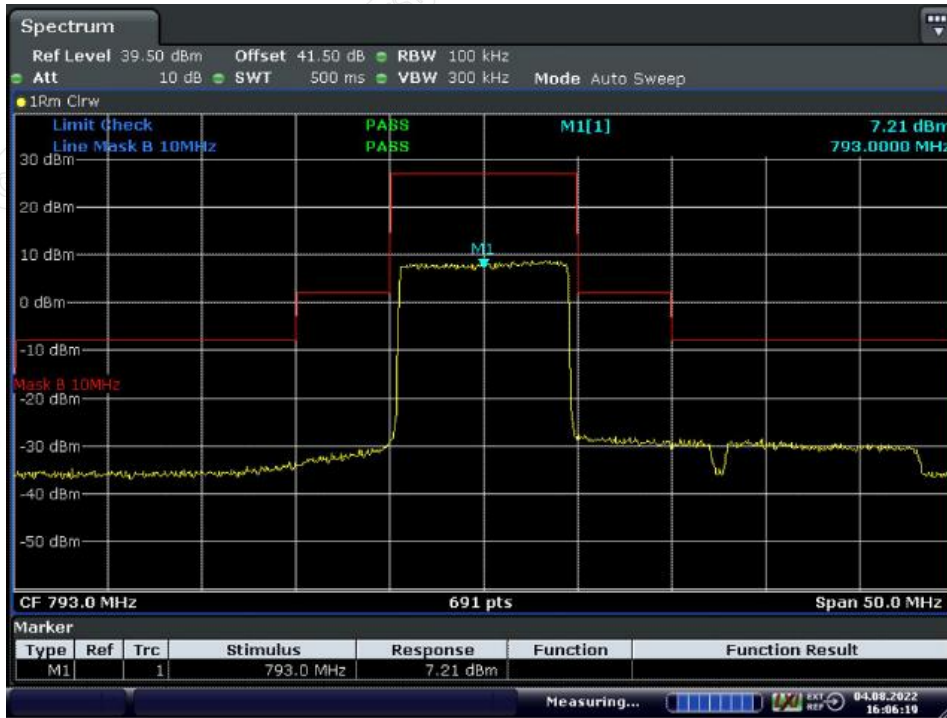 Spectrum
Ref Level 39.50 dBm Offset 41.50 dB RBW 100 kHz
Att 10 dB SWT 500 ms VBW 300 kHz Mode Auto Sweep
1Rm Clrw
Limit Check PASS M1[1] 7.21 dBm
Line Mask B 10MHz PASS 793.0000 MHz
30 dBm
20 dBm
M1
10 dBm
0 dBm
-10 dBm
Mask B 10MHz
-20 dBm
-30 dBm
-40 dBm
-50 dBm
CF 793.0 MHz 691 pts Span 50.0 MHz
Marker
Type Ref Trc Stimulus Response Function Function Result
M1 1 793.0 MHz 7.21 dBm
Measuring... LXI EXT REF 04.08.2022
16:06:19